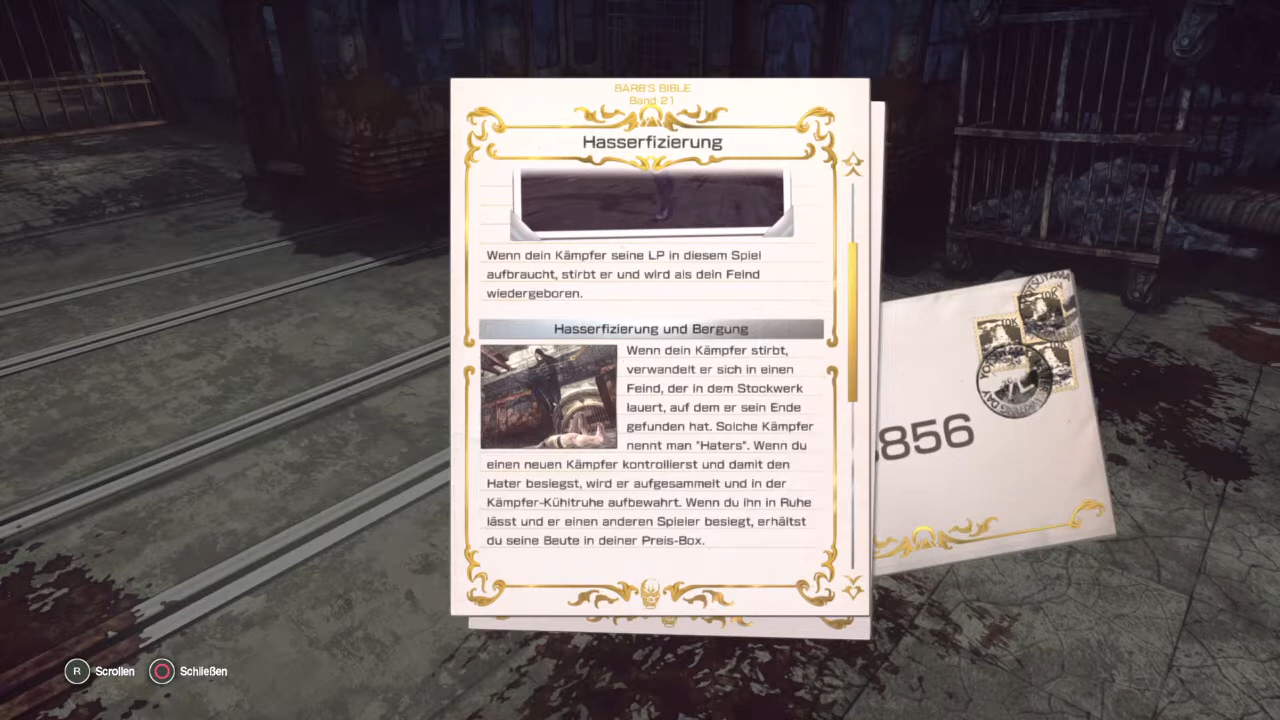 BARB'S BIBLE
Band 21
Hasserfizierung
Wenn dein Kämpfer seine LP in diesem Spiel
aufbraucht, stirbt er und wird als dein Feind
wiedergeboren.
Hasserfizierung und Bergung
Wenn dein Kämpfer stirbt,
verwandelt er sich in einen
Feind, der in dem Stockwerk
lauert, auf dem er sein Ende
gefunden hat. Solche Kämpfer
nennt man "Haters". Wenn du
einen neuen Kämpfer kontrollierst und damit den
Hater besiegst, wird er aufgesammelt und in der
Kämpfer-Kühltruhe aufbewahrt. Wenn du ihn in Ruhe
lässt und er einen anderen Spieler besiegt, erhältst
du seine Beute in deiner Preis-Box.
856
R Scrollen Schließen